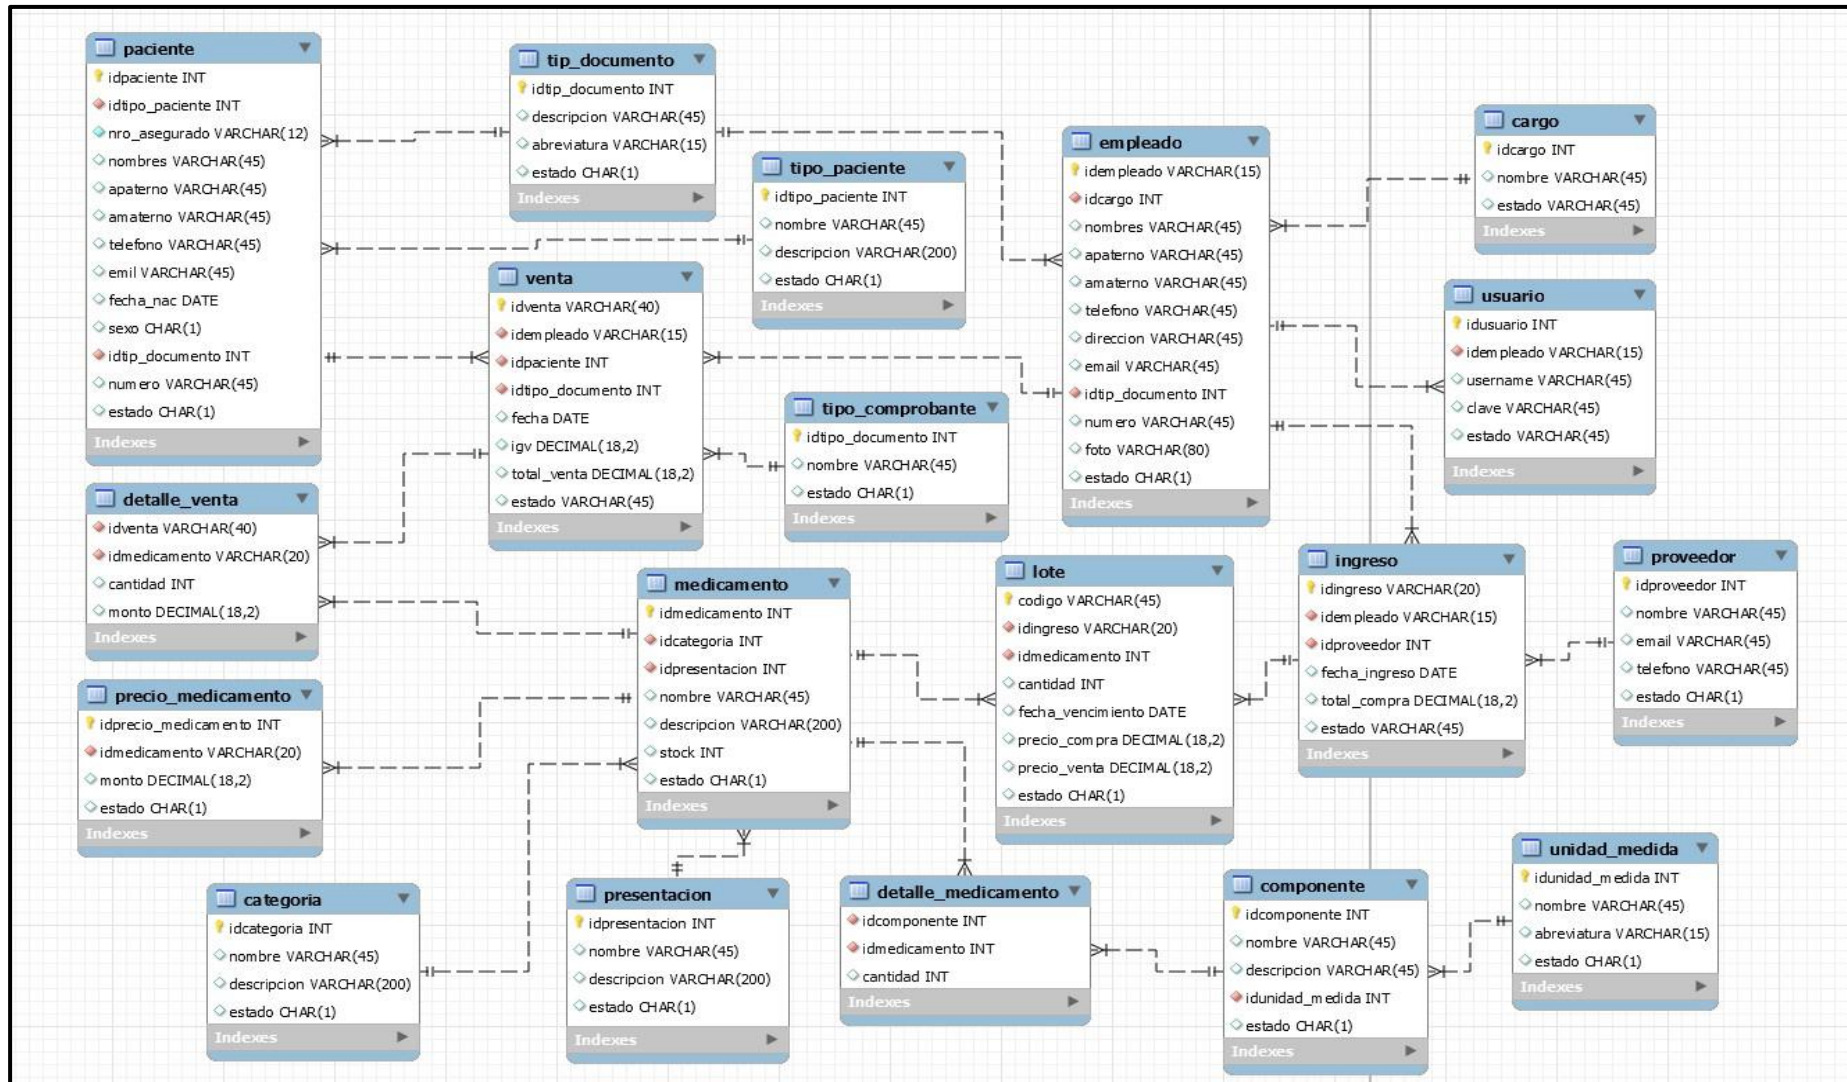 paciente
idpaciente INT
idtipo_paciente INT
nro_asegurado VARCHAR(12)
nombres VARCHAR(45)
apaterno VARCHAR(45)
amaterno VARCHAR(45)
telefono VARCHAR(45)
emil VARCHAR(45)
fecha_nac DATE
sexo CHAR(1)
idtip_documento INT
numero VARCHAR(45)
estado CHAR(1)
Indexes
tip_documento
idtip_documento INT
descripcion VARCHAR(45)
abreviatura VARCHAR(15)
estado CHAR(1)
Indexes
tipo_paciente
idtipo_paciente INT
nombre VARCHAR(45)
descripcion VARCHAR(200)
estado CHAR(1)
Indexes
empleado
idempleado VARCHAR(15)
idcargo INT
nombres VARCHAR(45)
apaterno VARCHAR(45)
amaterno VARCHAR(45)
telefono VARCHAR(45)
direccion VARCHAR(45)
email VARCHAR(45)
idtip_documento INT
numero VARCHAR(45)
foto VARCHAR(80)
estado CHAR(1)
Indexes
cargo
idcargo INT
nombre VARCHAR(45)
estado VARCHAR(45)
Indexes
venta
idventa VARCHAR(40)
idempleado VARCHAR(15)
idpaciente INT
idtipo_documento INT
fecha DATE
igv DECIMAL(18,2)
total_venta DECIMAL(18,2)
estado VARCHAR(45)
Indexes
usuario
idusuario INT
idempleado VARCHAR(15)
username VARCHAR(45)
clave VARCHAR(45)
estado VARCHAR(45)
Indexes
tipo_comprobante
idtipo_documento INT
nombre VARCHAR(45)
estado CHAR(1)
Indexes
detalle_venta
idventa VARCHAR(40)
idmedicamento VARCHAR(20)
cantidad INT
monto DECIMAL(18,2)
Indexes
medicamento
idmedicamento INT
idcategoria INT
idpresentacion INT
nombre VARCHAR(45)
descripcion VARCHAR(200)
stock INT
estado CHAR(1)
Indexes
lote
codigo VARCHAR(45)
idingreso VARCHAR(20)
idmedicamento INT
cantidad INT
fecha_vencimiento DATE
precio_compra DECIMAL(18,2)
precio_venta DECIMAL(18,2)
estado CHAR(1)
Indexes
ingreso
idingreso VARCHAR(20)
idempleado VARCHAR(15)
idproveedor INT
fecha_ingreso DATE
total_compra DECIMAL(18,2)
estado VARCHAR(45)
Indexes
proveedor
idproveedor INT
nombre VARCHAR(45)
email VARCHAR(45)
telefono VARCHAR(45)
estado CHAR(1)
Indexes
precio_medicamento
idprecio_medicamento INT
idmedicamento VARCHAR(20)
monto DECIMAL(18,2)
estado CHAR(1)
Indexes
categoria
idcategoria INT
nombre VARCHAR(45)
descripcion VARCHAR(200)
estado CHAR(1)
Indexes
presentacion
idpresentacion INT
nombre VARCHAR(45)
descripcion VARCHAR(200)
estado CHAR(1)
Indexes
detalle_medicamento
idcomponente INT
idmedicamento INT
cantidad INT
Indexes
componente
idcomponente INT
nombre VARCHAR(45)
descripcion VARCHAR(45)
idunidad_medida INT
estado CHAR(1)
Indexes
unidad_medida
idunidad_medida INT
nombre VARCHAR(45)
abreviatura VARCHAR(15)
estado CHAR(1)
Indexes